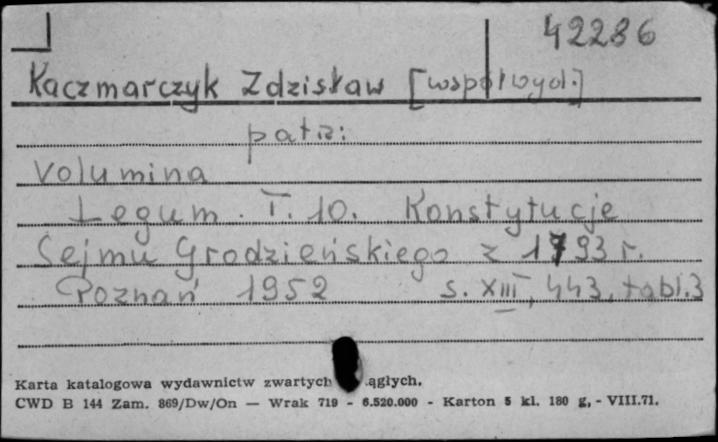 42286
Kaczmarczyk Zdzisław [współwyd.]
patrz:
Volumina
Legum. T. 10. Konstytucje
Sejmu Grodzieńskiego z 1793 r.
Poznań 1952 s. XIII, 443, tabl. 3
Karta katalogowa wydawnictw zwartych ągłych.
CWD B 144 Zam. 869/Dw/On — Wrak 719 - 6.520.000 - Karton 5 kl. 180 g, - VIII.71.